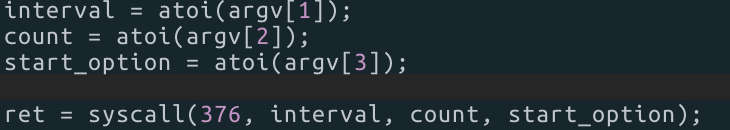 interval = atoi(argv[1]);
count = atoi(argv[2]);
start_option = atoi(argv[3]);
ret = syscall(376, interval, count, start_option);